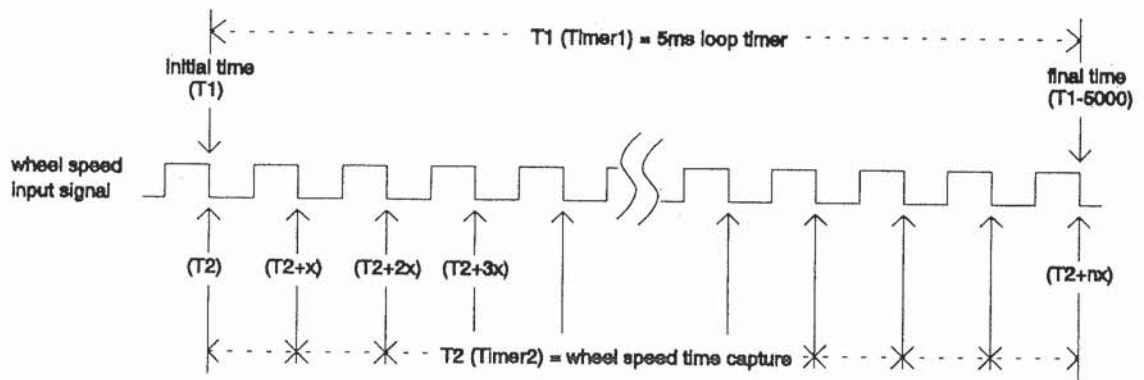 T1 (Timer1) = 5ms loop timer
initial time
(T1)
final time
(T1-5000)
wheel speed
input signal
(T2)
(T2+x)
(T2+2x)
(T2+3x)
(T2+nx)
T2 (Timer2) = wheel speed time capture